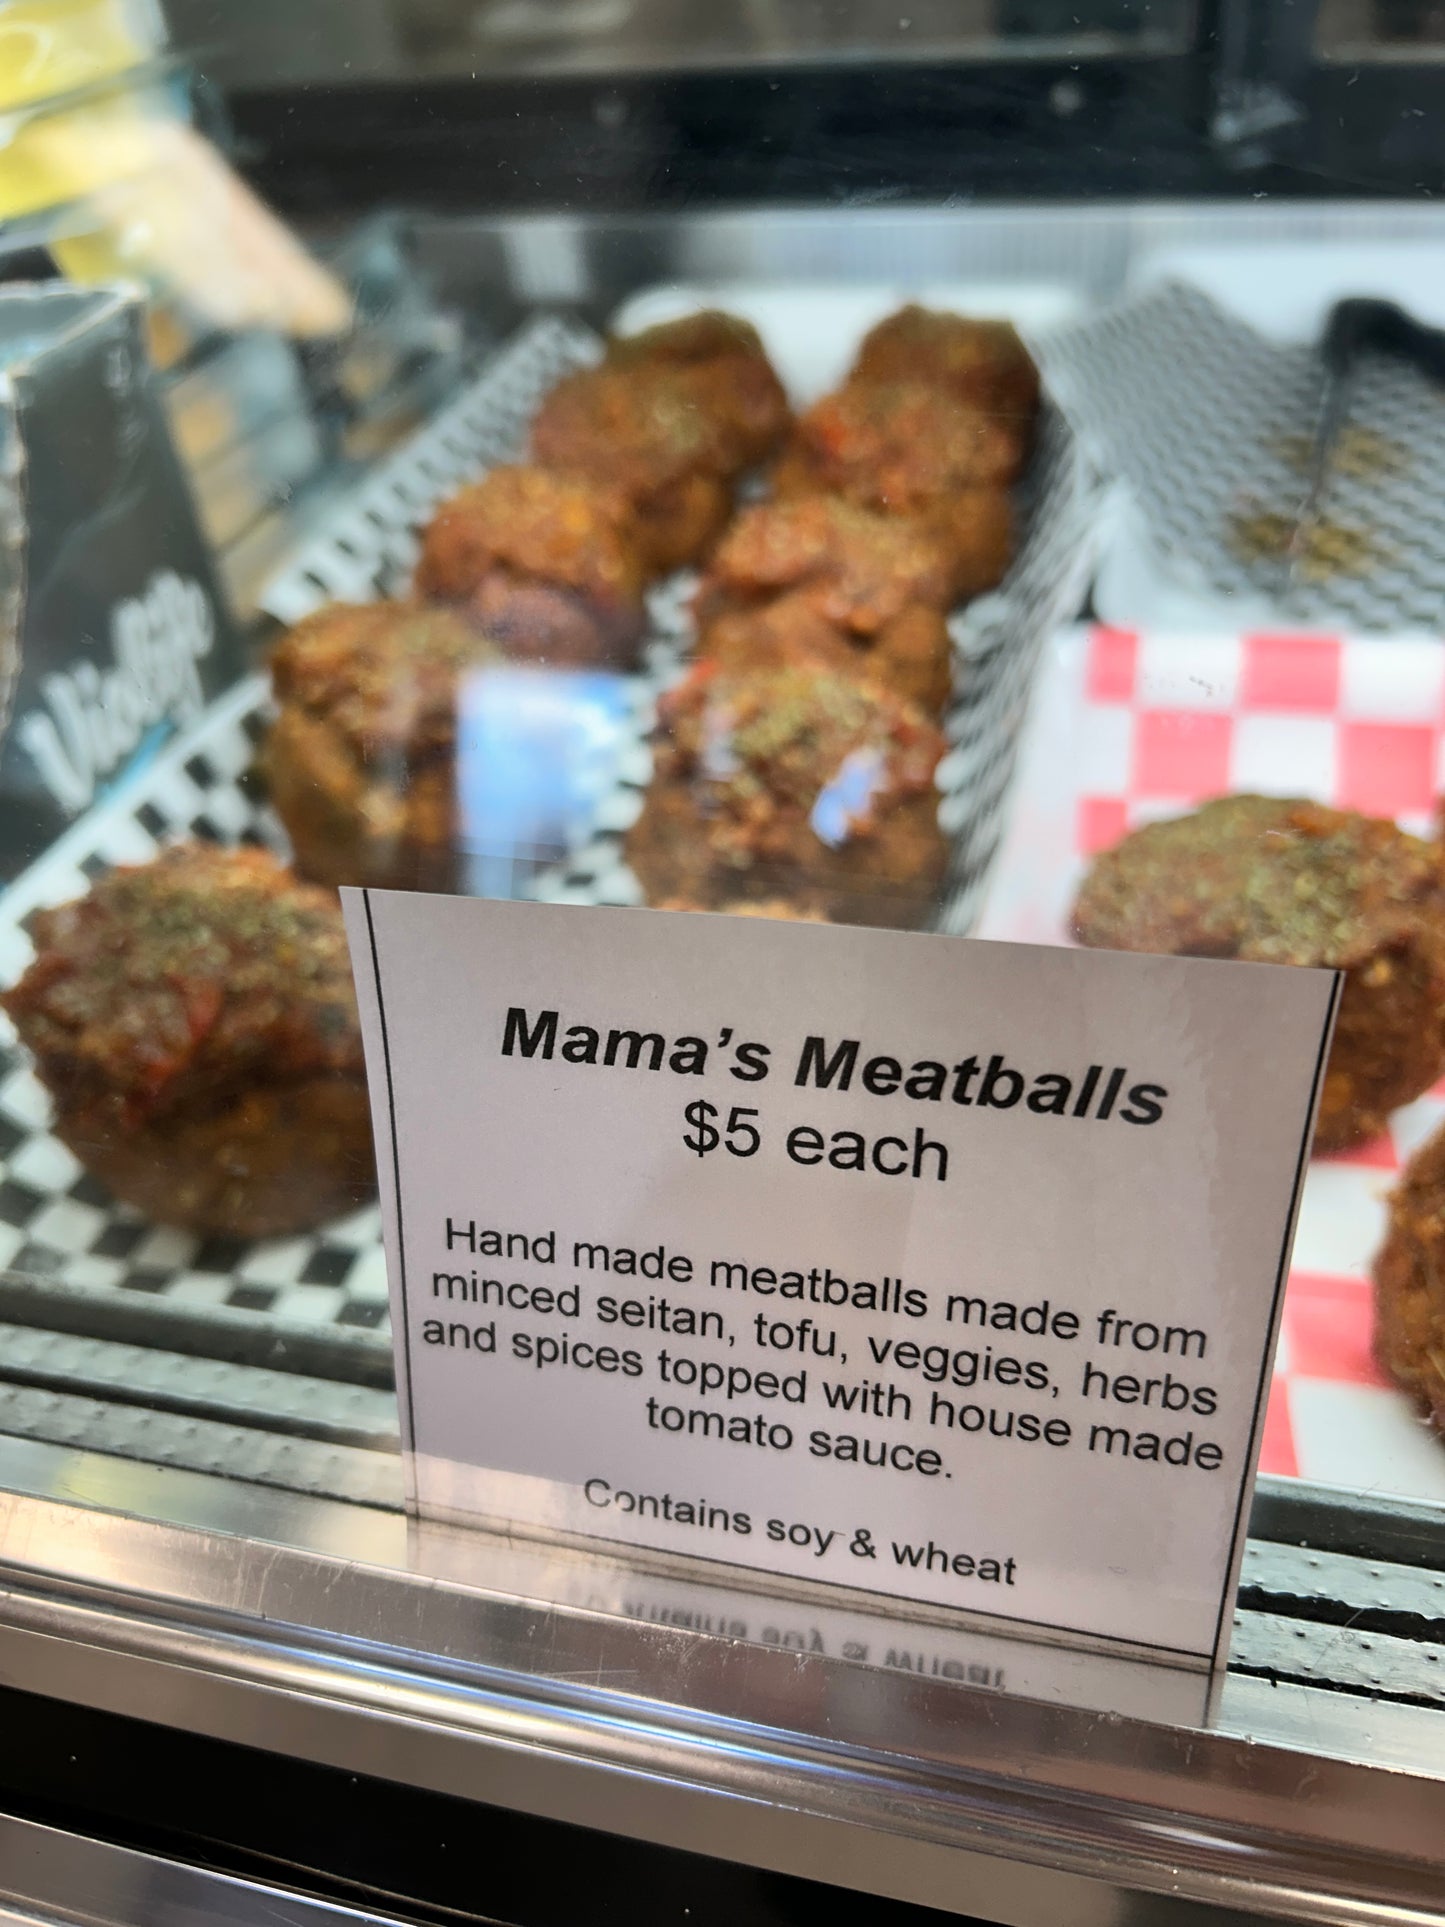 Violife
Mama’s Meatballs
$5 each
Hand made meatballs made from
minced seitan, tofu, veggies, herbs
and spices topped with house made
tomato sauce.
Contains soy & wheat